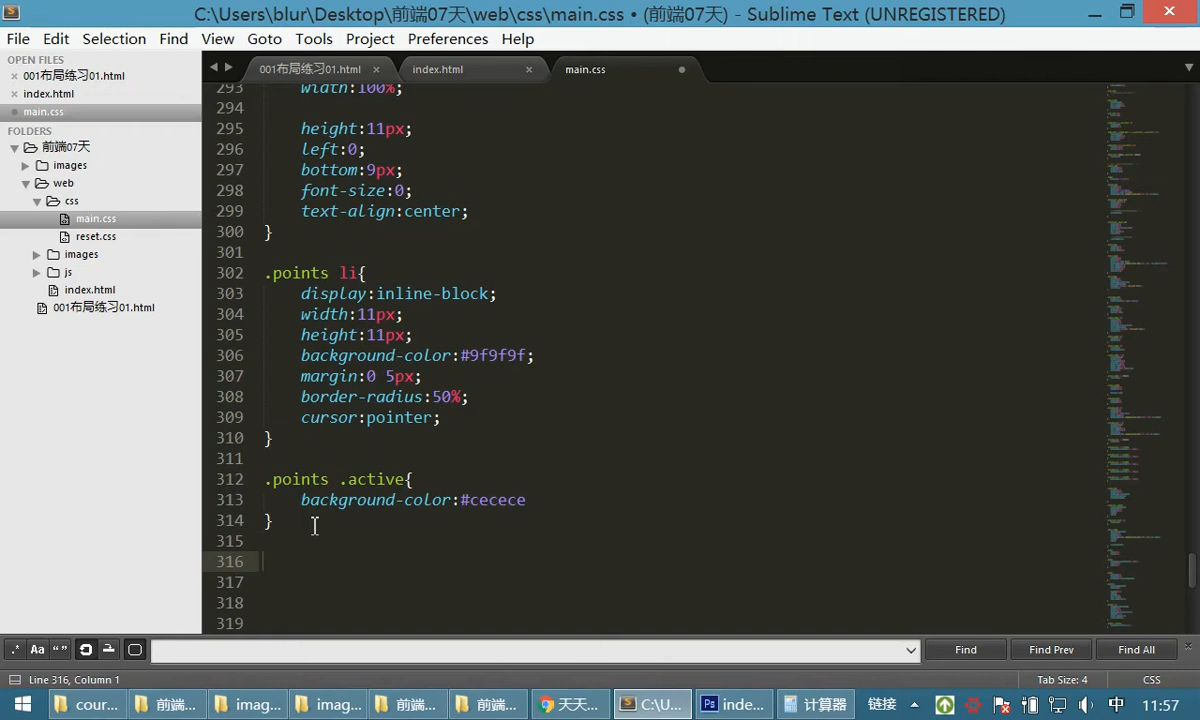 C:\Users\blur\Desktop\前端07天\web\css\main.css • (前端07天) - Sublime Text (UNREGISTERED)
File Edit Selection Find View Goto Tools Project Preferences Help
OPEN FILES
001布局练习01.html
index.html
main.css
FOLDERS
前端07天
images
web
css
main.css
reset.css
images
js
index.html
001布局练习01.html
001布局练习01.html index.html main.css
293 width:100%;
294
295 height:11px;
296 left:0;
297 bottom:9px;
298 font-size:0;
299 text-align:center;
300 }
301
302 .points li{
303 display:inline-block;
304 width:11px;
305 height:11px;
306 background-color:#9f9f9f;
307 margin:0 5px;
308 border-radius:50%;
309 cursor:pointer;
310 }
311
312 .points .active{
313 background-color:#cecece
314 }
315
316
317
318
319
.* Aa “” Find Find Prev Find All
Line 316, Column 1 Tab Size: 4 CSS
cour... 前端... imag... imag... 前端... 前端... 天天... C:\U... Ps inde... 计算器 链接 中 11:57